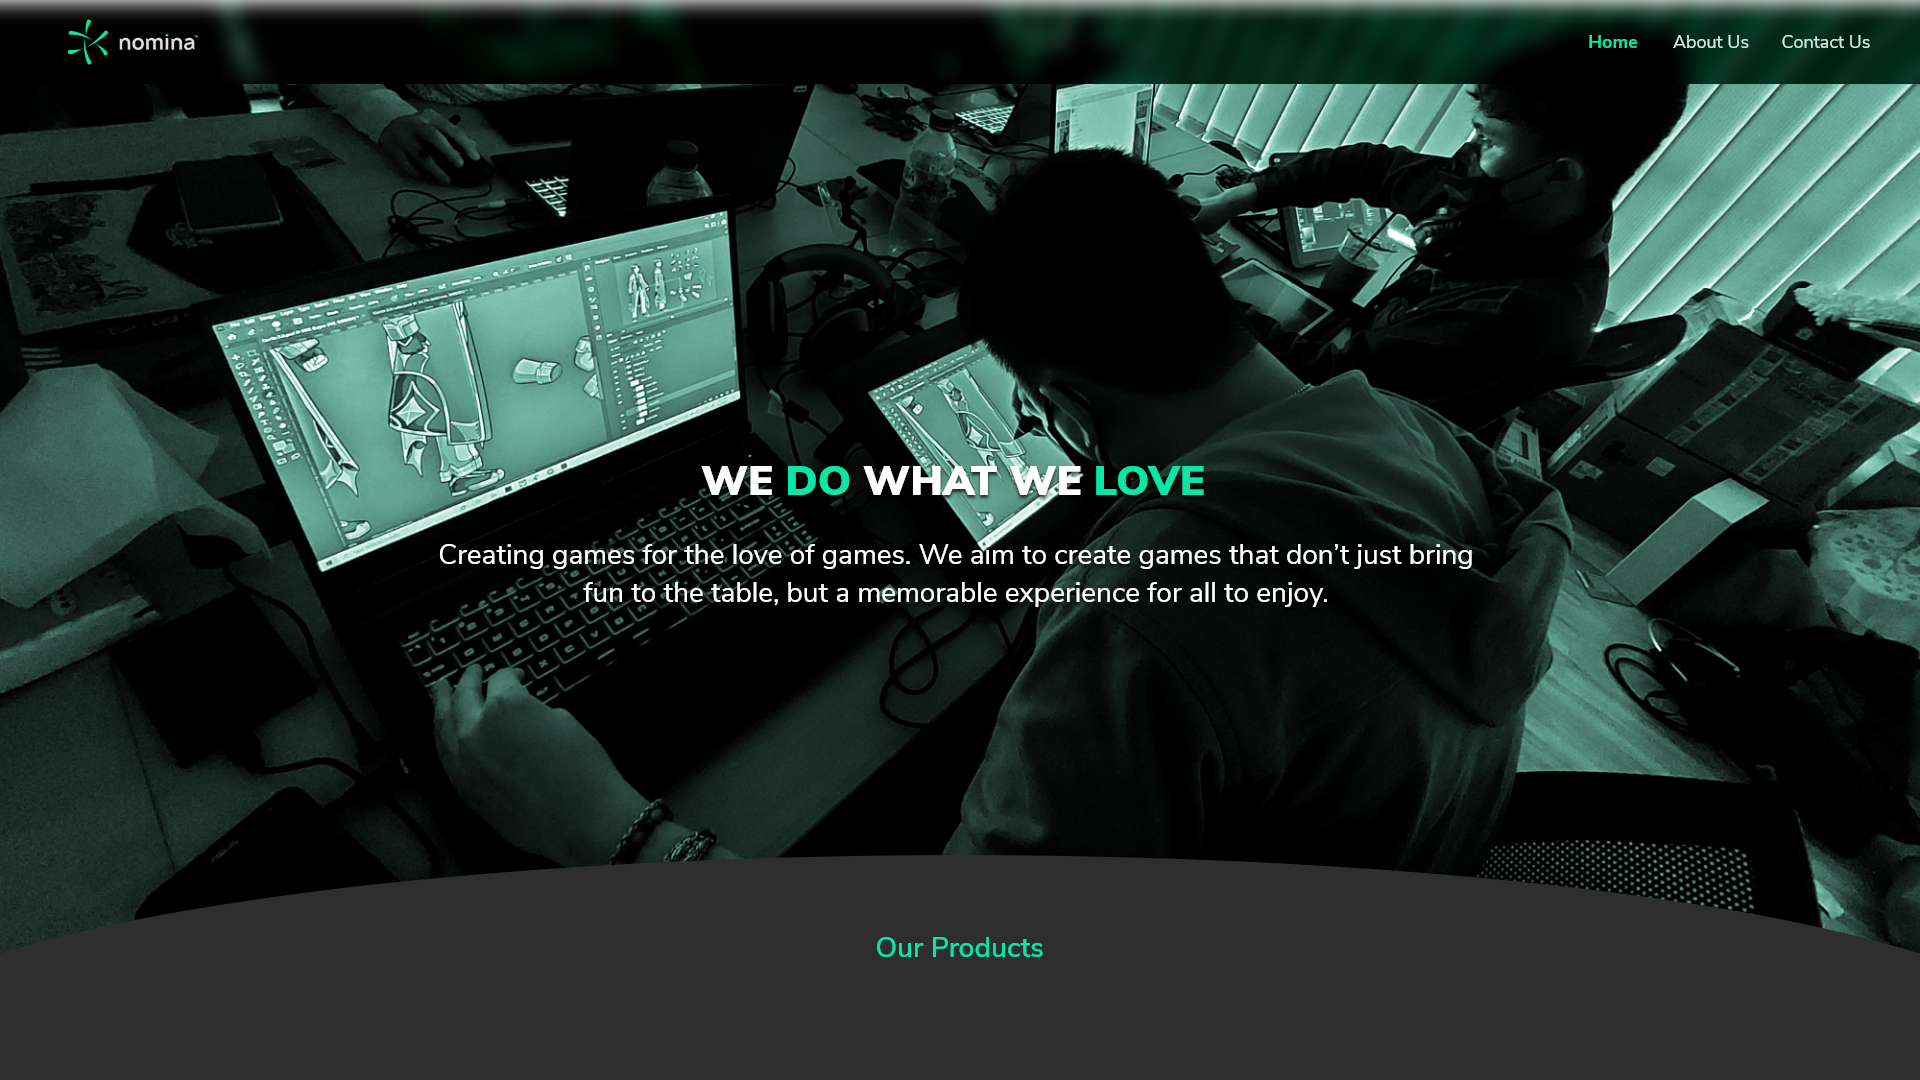 nomina
Home
About Us
Contact Us
WE DO WHAT WE LOVE
Creating games for the love of games. We aim to create games that don’t just bring
fun to the table, but a memorable experience for all to enjoy.
Our Products